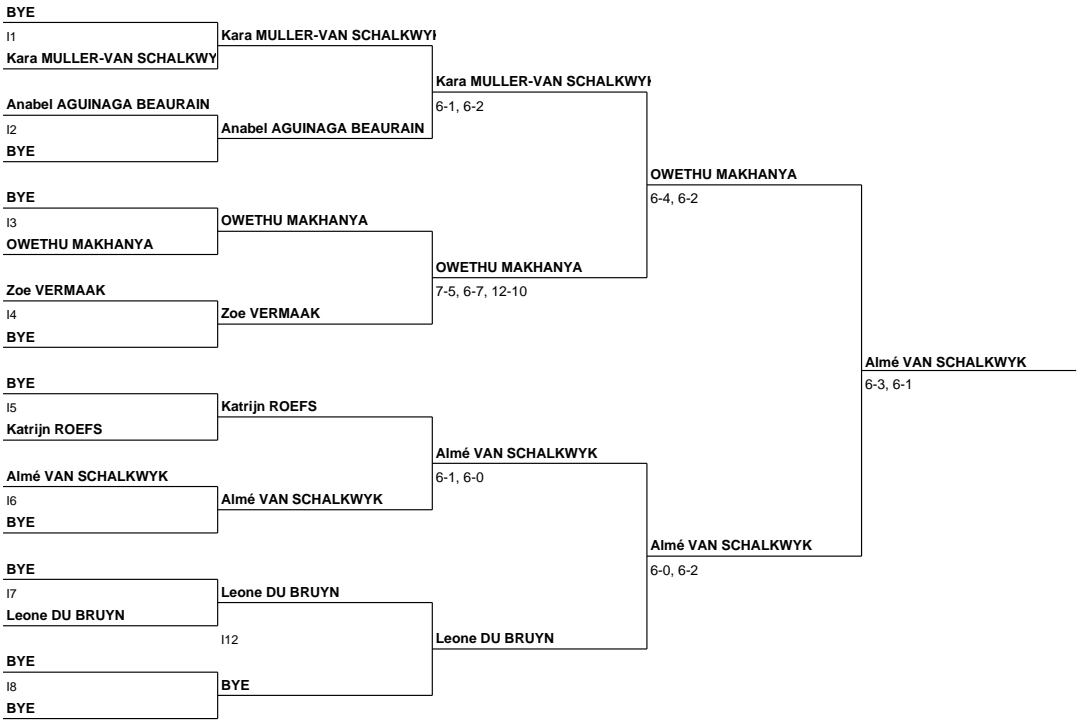 BYE
I1
Kara MULLER-VAN SCHALKWY
Anabel AGUINAGA BEAURAIN
I2
BYE
BYE
I3
OWETHU MAKHANYA
Zoe VERMAAK
I4
BYE
BYE
I5
Katrijn ROEFS
Almé VAN SCHALKWYK
I6
BYE
BYE
I7
Leone DU BRUYN
BYE
I8
BYE
Kara MULLER-VAN SCHALKWYK
Anabel AGUINAGA BEAURAIN
OWETHU MAKHANYA
Zoe VERMAAK
Katrijn ROEFS
Almé VAN SCHALKWYK
Leone DU BRUYN
I12
BYE
Kara MULLER-VAN SCHALKWYK
6-1, 6-2
OWETHU MAKHANYA
7-5, 6-7, 12-10
Almé VAN SCHALKWYK
6-1, 6-0
Leone DU BRUYN
OWETHU MAKHANYA
6-4, 6-2
Almé VAN SCHALKWYK
6-0, 6-2
Almé VAN SCHALKWYK
6-3, 6-1